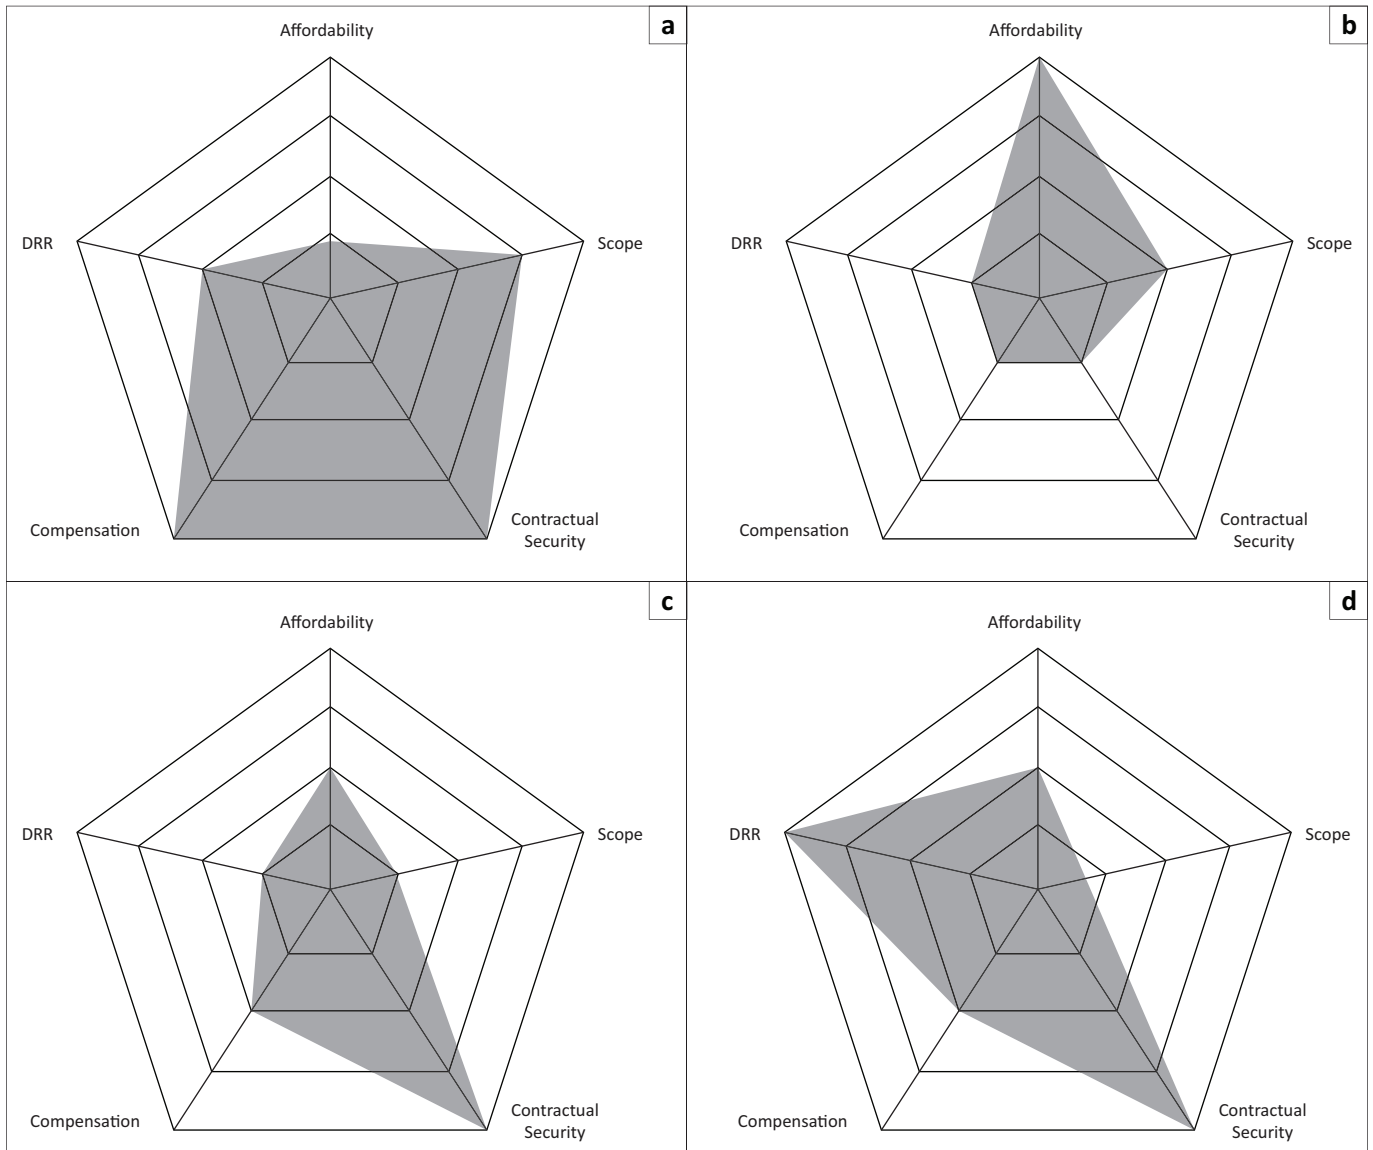 a
Affordability
DRR
Scope
Compensation
Contractual
Security
b
Affordability
DRR
Scope
Compensation
Contractual
Security
c
Affordability
DRR
Scope
Compensation
Contractual
Security
d
Affordability
DRR
Scope
Compensation
Contractual
Security